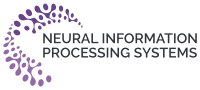 NEURAL INFORMATION
PROCESSING SYSTEMS